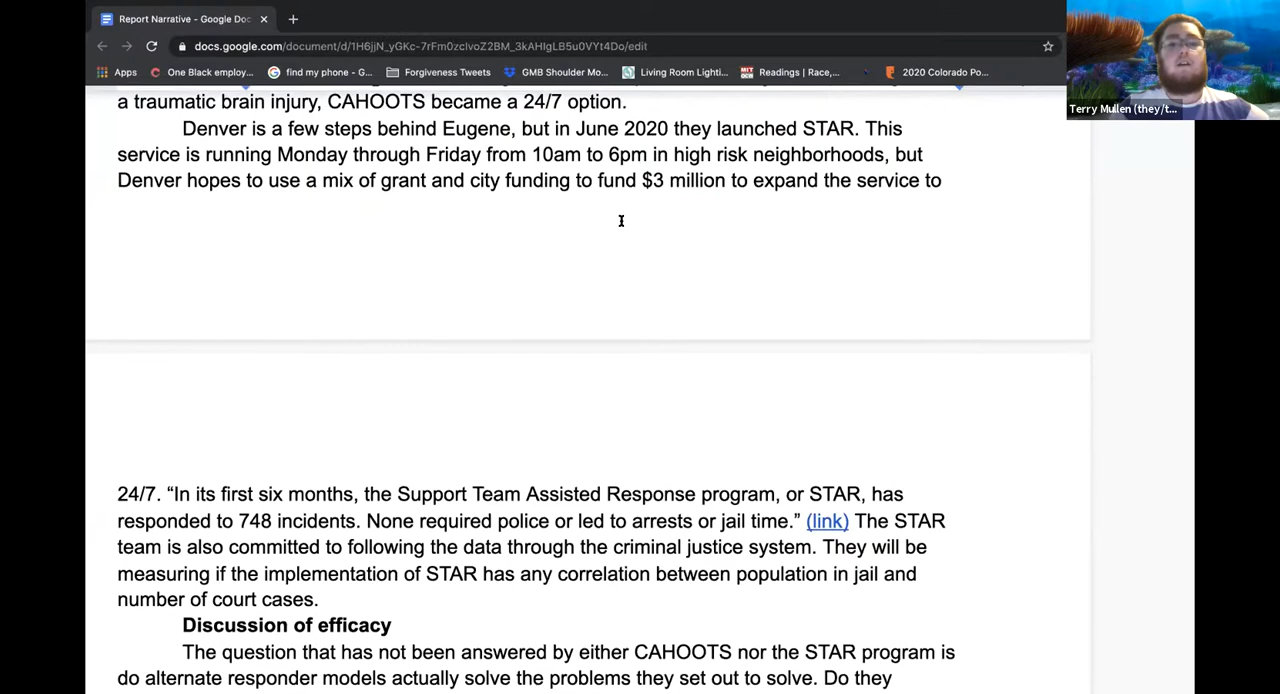 Report Narrative - Google Doc
docs.google.com/document/d/1H6jjN_yGKc-7rFm0zcIvoZ2BM_3kAHIgLB5u0VYt4Do/edit
Apps
One Black employ...
find my phone - G...
Forgiveness Tweets
GMB Shoulder Mo...
Living Room Lighti...
Readings | Race,...
2020 Colorado Po...
Terry Mullen (they/t...
a traumatic brain injury, CAHOOTS became a 24/7 option.
Denver is a few steps behind Eugene, but in June 2020 they launched STAR. This
service is running Monday through Friday from 10am to 6pm in high risk neighborhoods, but
Denver hopes to use a mix of grant and city funding to fund $3 million to expand the service to
24/7. “In its first six months, the Support Team Assisted Response program, or STAR, has
responded to 748 incidents. None required police or led to arrests or jail time.” (link) The STAR
team is also committed to following the data through the criminal justice system. They will be
measuring if the implementation of STAR has any correlation between population in jail and
number of court cases.
Discussion of efficacy
The question that has not been answered by either CAHOOTS nor the STAR program is
do alternate responder models actually solve the problems they set out to solve. Do they